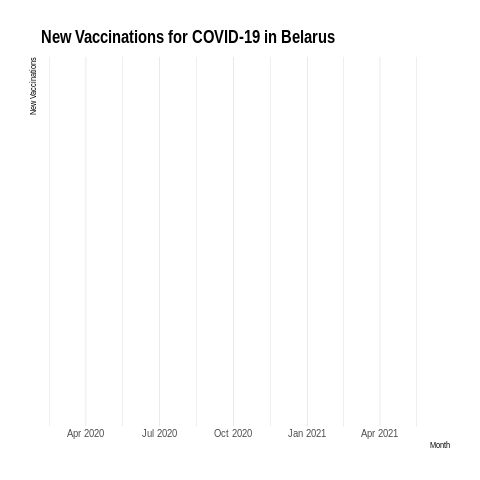 New Vaccinations for COVID-19 in Belarus
New Vaccinations
Apr 2020 Jul 2020 Oct 2020 Jan 2021 Apr 2021
Month